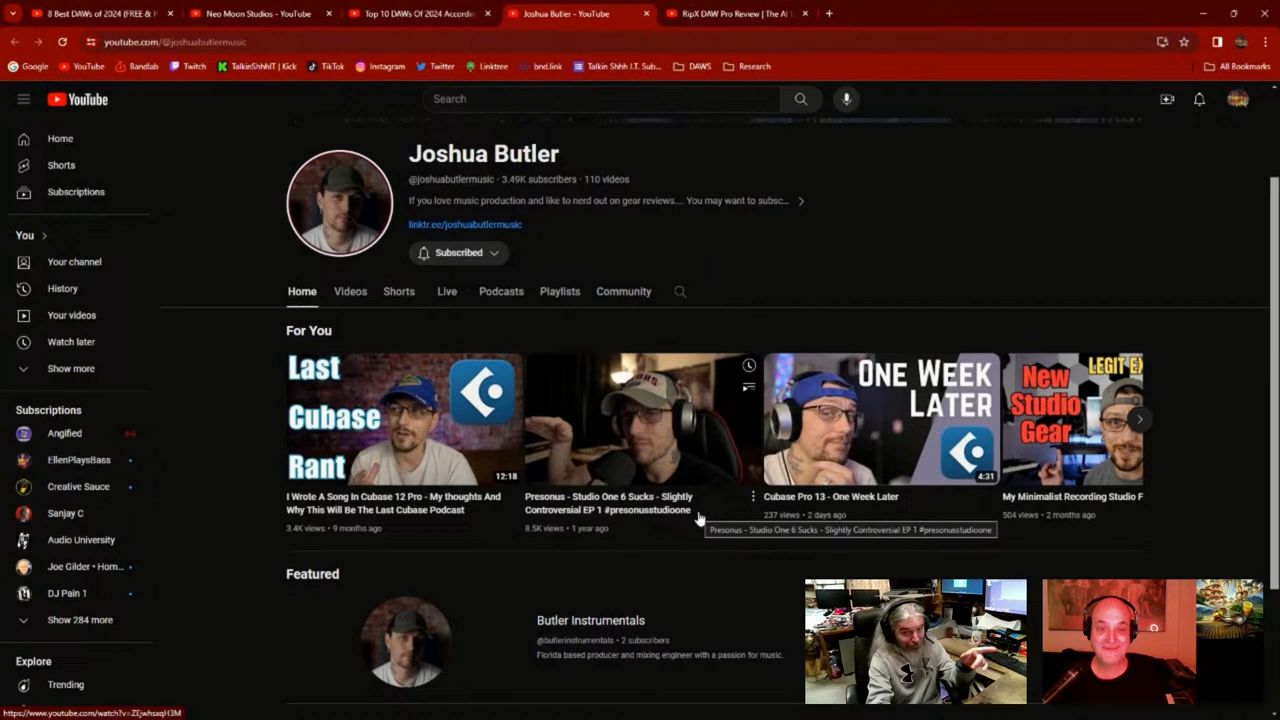 8 Best DAWs of 2024 (FREE & P
Neo Moon Studios - YouTube
Top 10 DAWs Of 2024 Accordin
Joshua Butler - YouTube
RipX DAW Pro Review | The AI
youtube.com/@joshuabutlermusic
Google
YouTube
Bandlab
Twitch
TalkinShhhIT | Kick
TikTok
Instagram
Twitter
Linktree
bnd.link
Talkin Shhh I.T. Sub...
DAWS
Research
All Bookmarks
YouTube
Search
Home
Shorts
Subscriptions
You
Your channel
History
Your videos
Watch later
Show more
Subscriptions
Angified
EllenPlaysBass
Creative Sauce
Sanjay C
Audio University
Joe Gilder • Hom...
DJ Pain 1
Show 284 more
Explore
Trending
Joshua Butler
@joshuabutlermusic · 3.49K subscribers · 110 videos
If you love music production and like to nerd out on gear reviews.... You may want to subsc...
linktr.ee/joshuabutlermusic
Subscribed
Home
Videos
Shorts
Live
Podcasts
Playlists
Community
For You
Last
Cubase
Rant
12:18
I Wrote A Song In Cubase 12 Pro - My thoughts And
Why This Will Be The Last Cubase Podcast
3.4K views • 9 months ago
Presonus - Studio One 6 Sucks - Slightly
Controversial EP 1 #presonusstudioone
8.5K views • 1 year ago
ONE WEEK
LATER
4:31
Cubase Pro 13 - One Week Later
237 views • 2 days ago
Presonus - Studio One 6 Sucks - Slightly Controversial EP 1 #presonusstudioone
New
Studio
Gear
LEGIT EX
My Minimalist Recording Studio F
504 views • 2 months ago
Featured
Butler Instrumentals
@butlerinstrumentals • 2 subscribers
Florida based producer and mixing engineer with a passion for music.